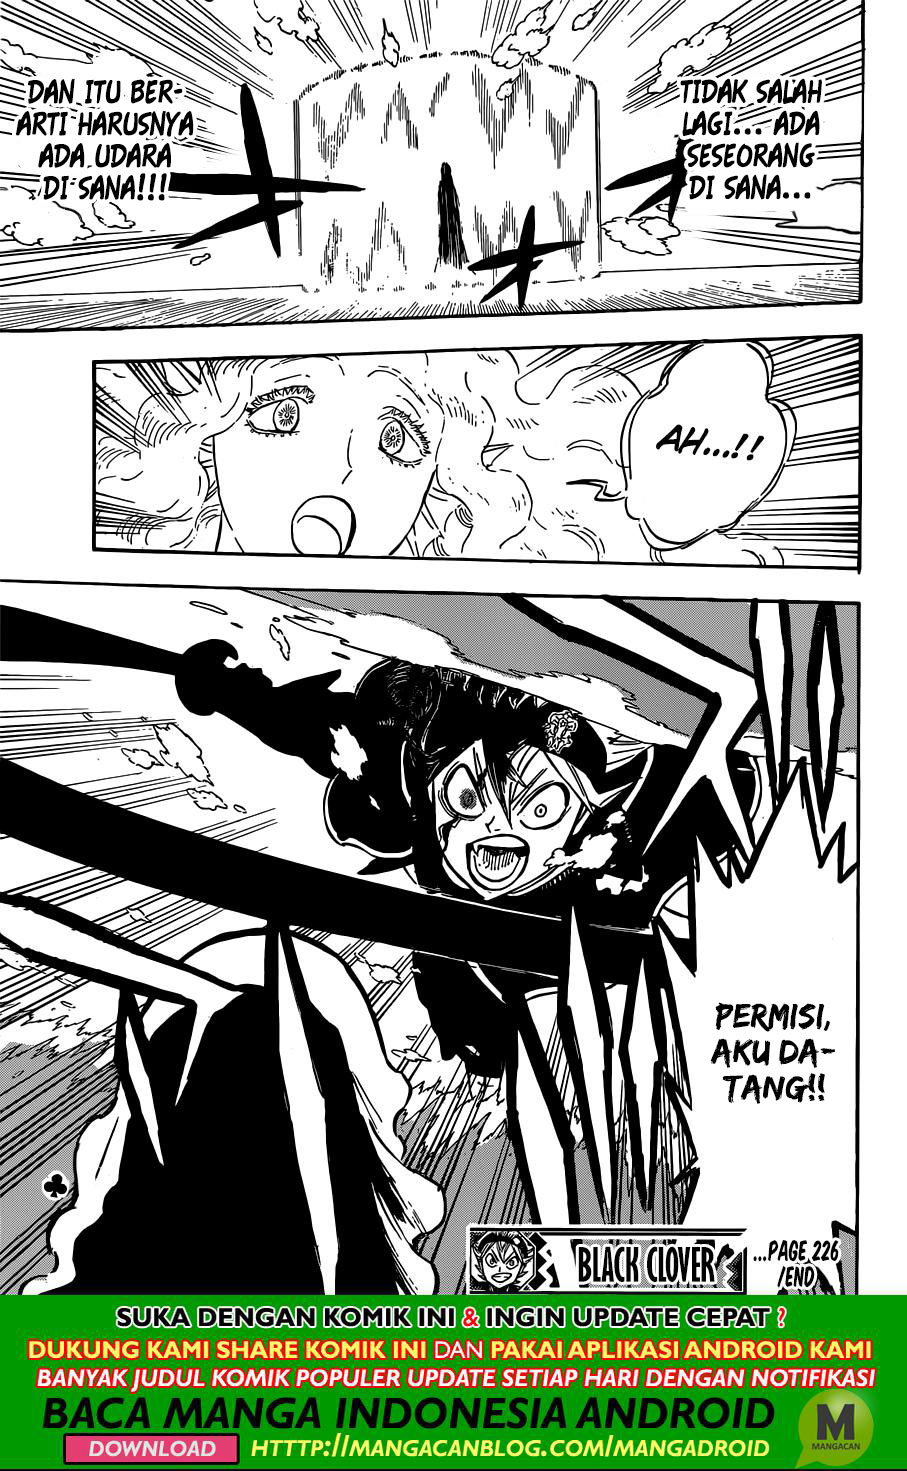 TIDAK SALAH
LAGI... ADA
SESEORANG
DI SANA...
DAN ITU BER-
ARTI HARUSNYA
ADA UDARA
DI SANA!!!
AH...!!
PERMISI,
AKU DA-
TANG!!
BLACK CLOVER
...PAGE 226
/END
SUKA DENGAN KOMIK INI & INGIN UPDATE CEPAT ?
DUKUNG KAMI SHARE KOMIK INI DAN PAKAI APLIKASI ANDROID KAMI
BANYAK JUDUL KOMIK POPULER UPDATE SETIAP HARI DENGAN NOTIFIKASI
BACA MANGA INDONESIA ANDROID
M
MANGACAN
DOWNLOAD HTTTP://MANGACANBLOG.COM/MANGADROID